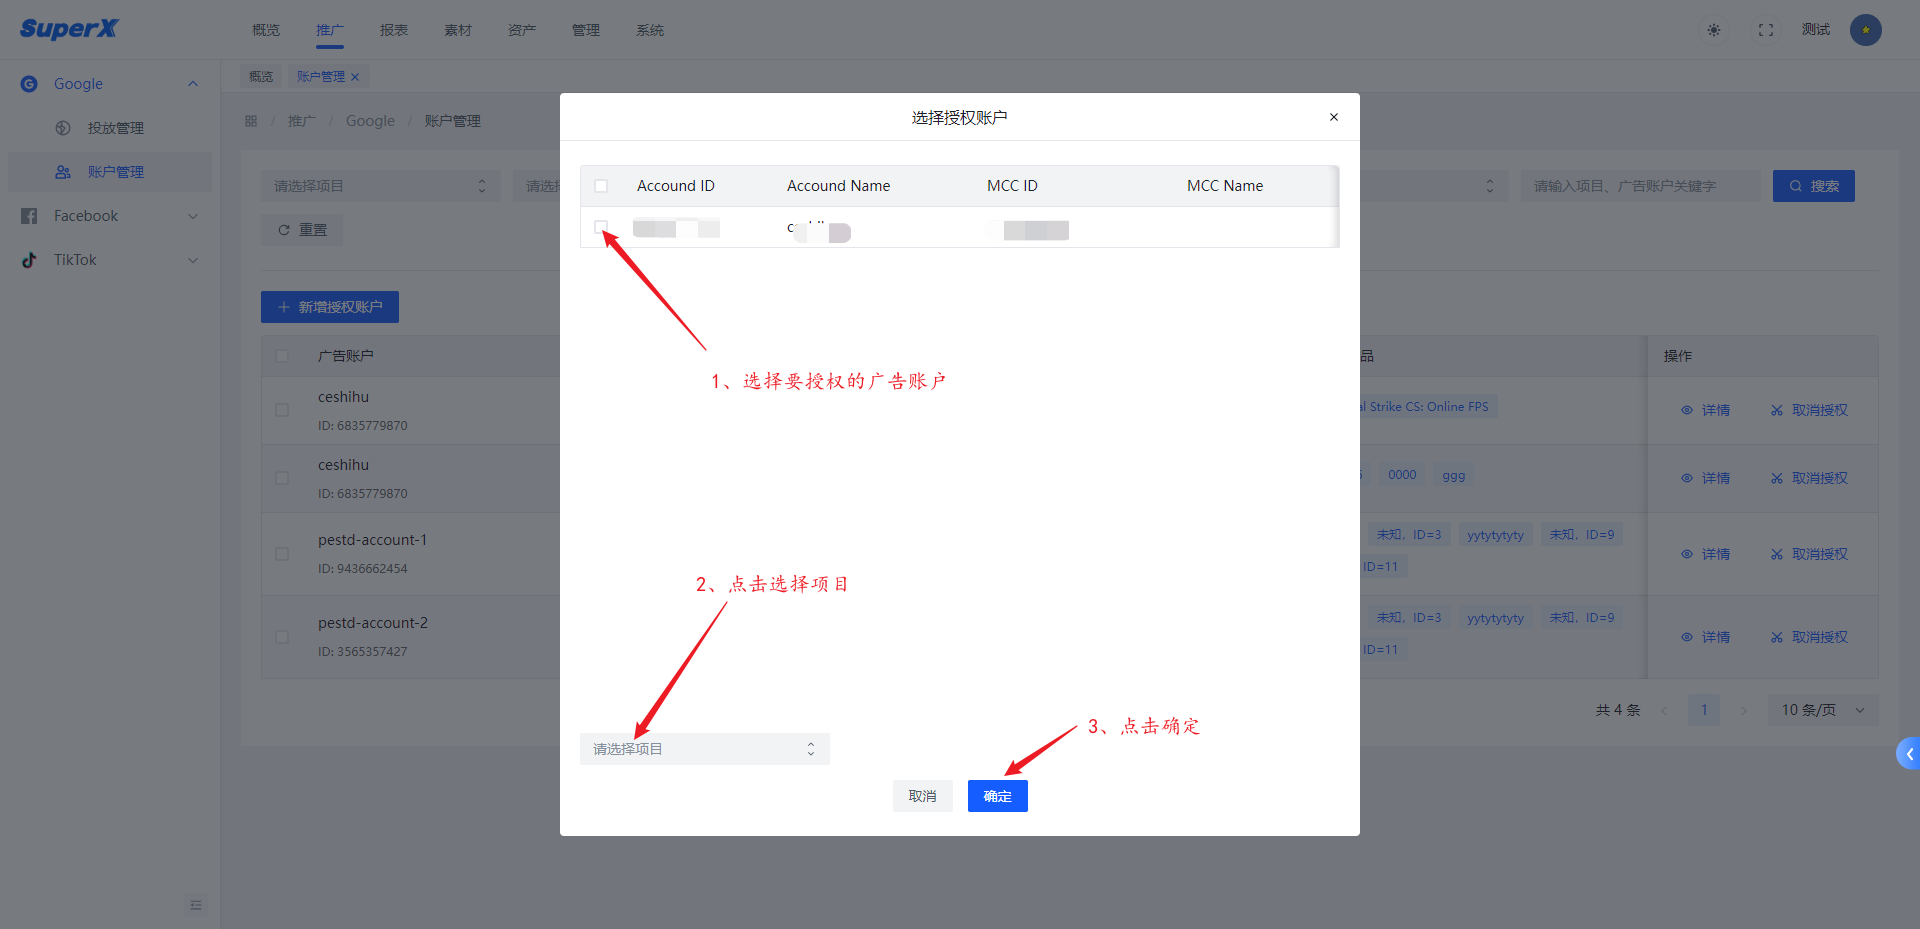 SuperX
概览 推广 报表 素材 资产 管理 系统
测试
Google
投放管理
账户管理
Facebook
TikTok
概览 账户管理
推广 / Google / 账户管理
请选择项目
请选
请输入项目、广告账户关键字
搜索
重置
新增授权账户
广告账户
品
操作
ceshihu
ID: 6835779870
al Strike CS: Online FPS
详情 取消授权
ceshihu
ID: 6835779870
0000 ggg
详情 取消授权
pestd-account-1
ID: 9436662454
未知，ID=3 yytytytyty 未知，ID=9
ID=11
详情 取消授权
pestd-account-2
ID: 3565357427
未知，ID=3 yytytytyty 未知，ID=9
ID=11
详情 取消授权
共 4 条 1 10 条/页
选择授权账户
Accound ID Accound Name MCC ID MCC Name
1、选择要授权的广告账户
2、点击选择项目
3、点击确定
请选择项目
取消 确定